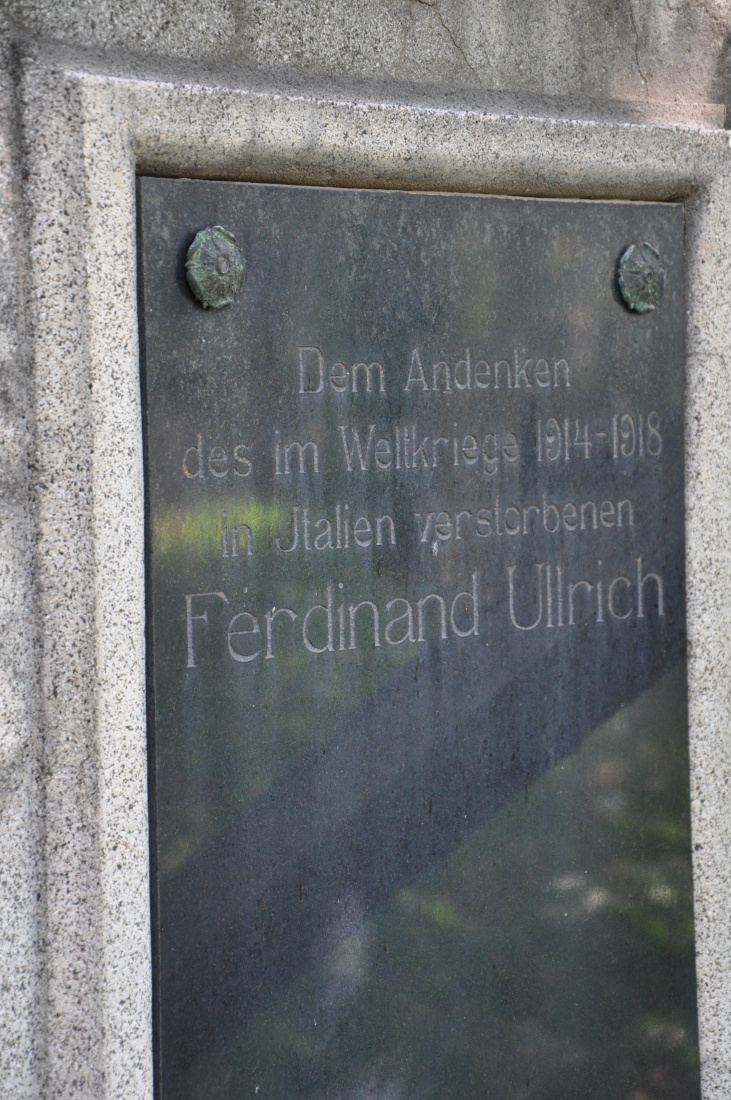 Dem Andenken
des im Weltkriege 1914-1918
in Jtalien verstorbenen
Ferdinand Ullrich